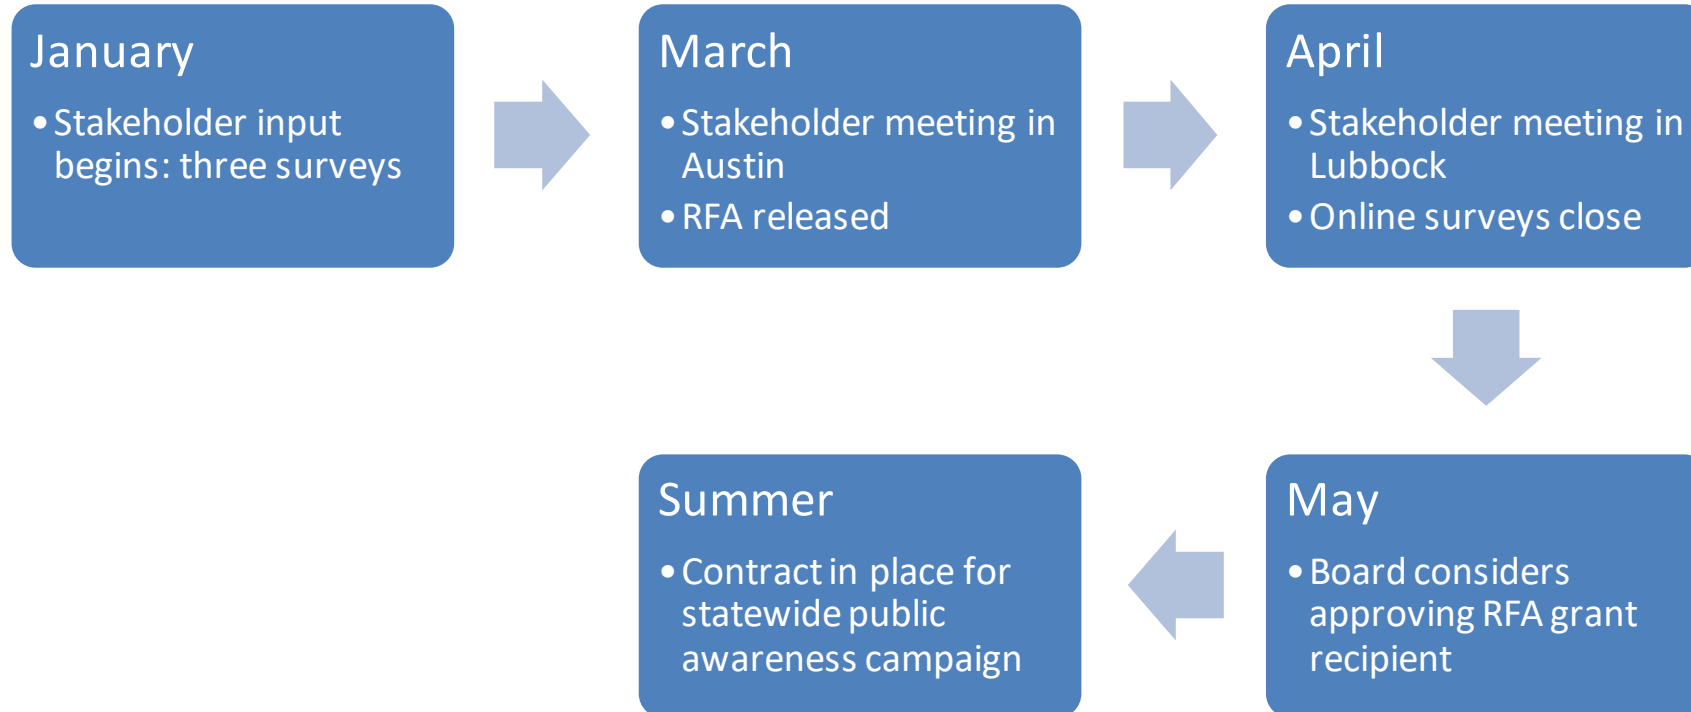 January
•Stakeholder input
begins: three surveys
March
•Stakeholder meeting in
Austin
•RFA released
April
•Stakeholder meeting in
Lubbock
•Online surveys close
May
•Board considers
approving RFA grant
recipient
Summer
•Contract in place for
statewide public
awareness campaign